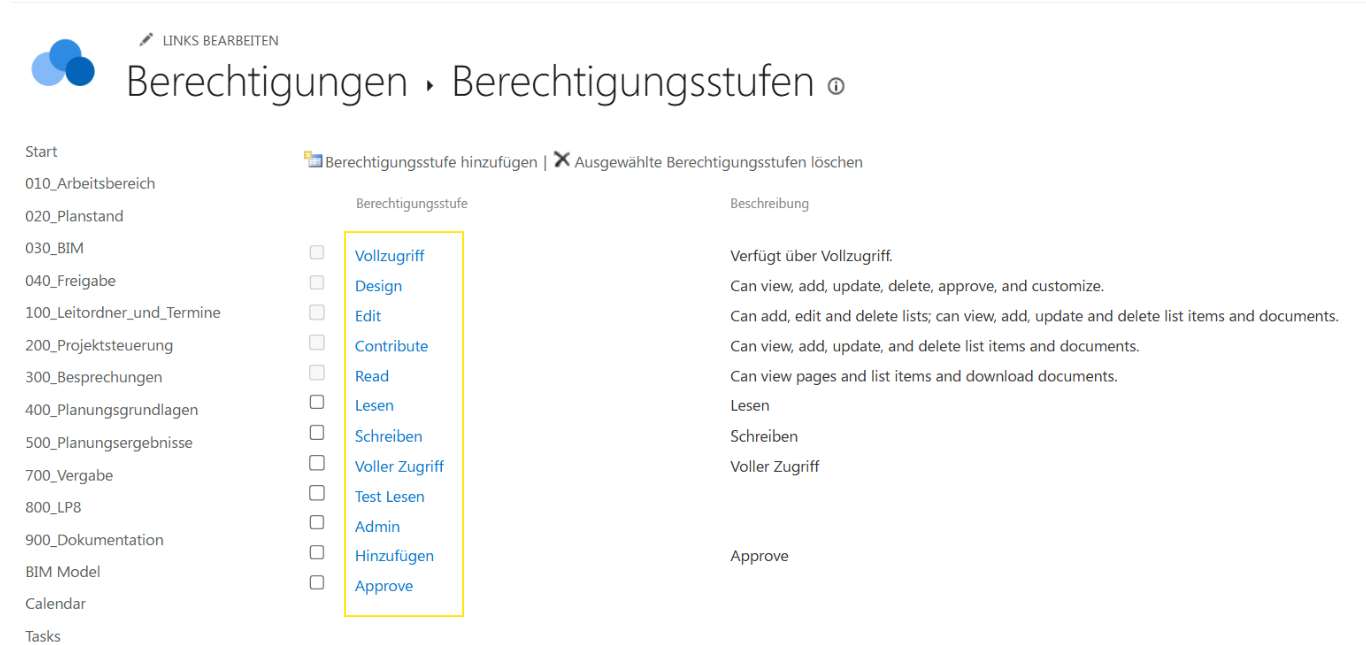 LINKS BEARBEITEN
Berechtigungen ▸ Berechtigungsstufen
Start
010_Arbeitsbereich
020_Planstand
030_BIM
040_Freigabe
100_Leitordner_und_Termine
200_Projektsteuerung
300_Besprechungen
400_Planungsgrundlagen
500_Planungsergebnisse
700_Vergabe
800_LP8
900_Dokumentation
BIM Model
Calendar
Tasks
Berechtigungsstufe hinzufügen | Ausgewählte Berechtigungsstufen löschen
Berechtigungsstufe Beschreibung
Vollzugriff Verfügt über Vollzugriff.
Design Can view, add, update, delete, approve, and customize.
Edit Can add, edit and delete lists; can view, add, update and delete list items and documents.
Contribute Can view, add, update, and delete list items and documents.
Read Can view pages and list items and download documents.
Lesen Lesen
Schreiben Schreiben
Voller Zugriff Voller Zugriff
Test Lesen
Admin
Hinzufügen Approve
Approve